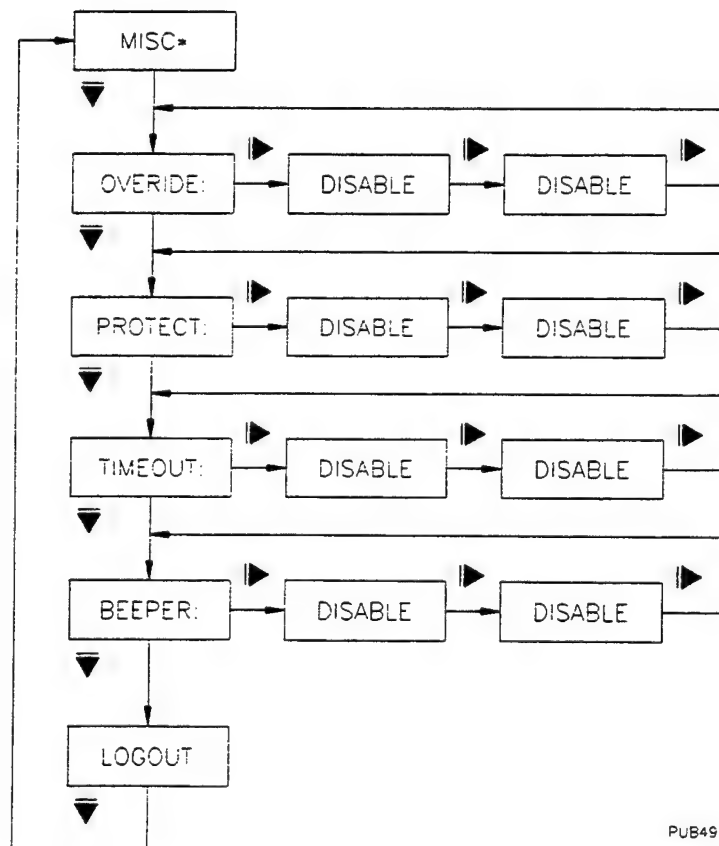 MISC*
OVERIDE: DISABLE DISABLE
PROTECT: DISABLE DISABLE
TIMEOUT: DISABLE DISABLE
BEEPER: DISABLE DISABLE
LOGOUT
PUB49